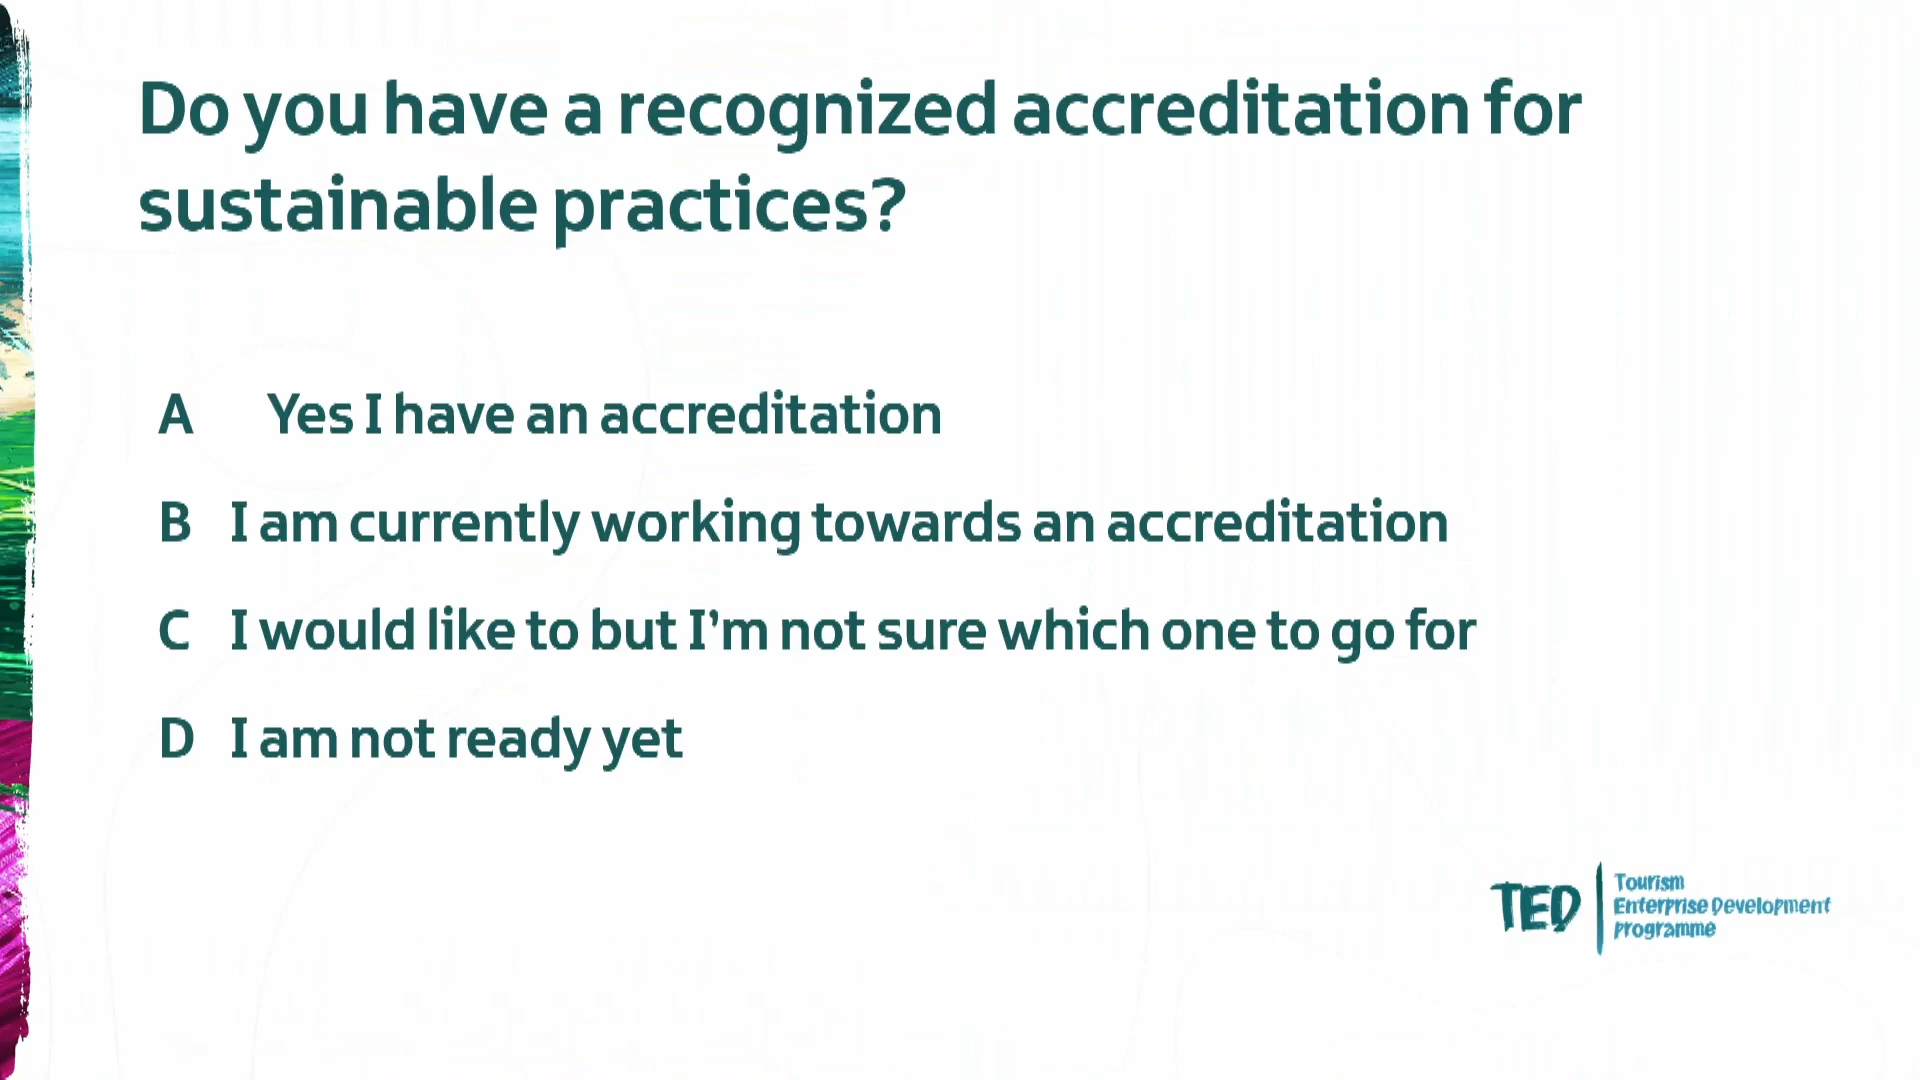 Do you have a recognized accreditation for
sustainable practices?
A Yes I have an accreditation
B I am currently working towards an accreditation
C I would like to but I’m not sure which one to go for
D I am not ready yet
TED
Tourism
Enterprise Development
programme